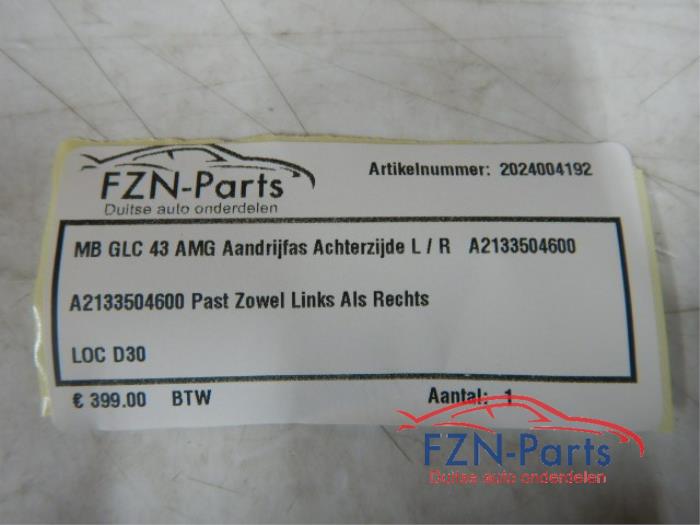 FZN-Parts
Duitse auto onderdelen
Artikelnummer: 2024004192
MB GLC 43 AMG Aandrijfas Achterzijde L / R A2133504600
A2133504600 Past Zowel Links Als Rechts
LOC D30
€ 399.00 BTW Aantal: 1
FZN-Parts
Duitse auto onderdelen